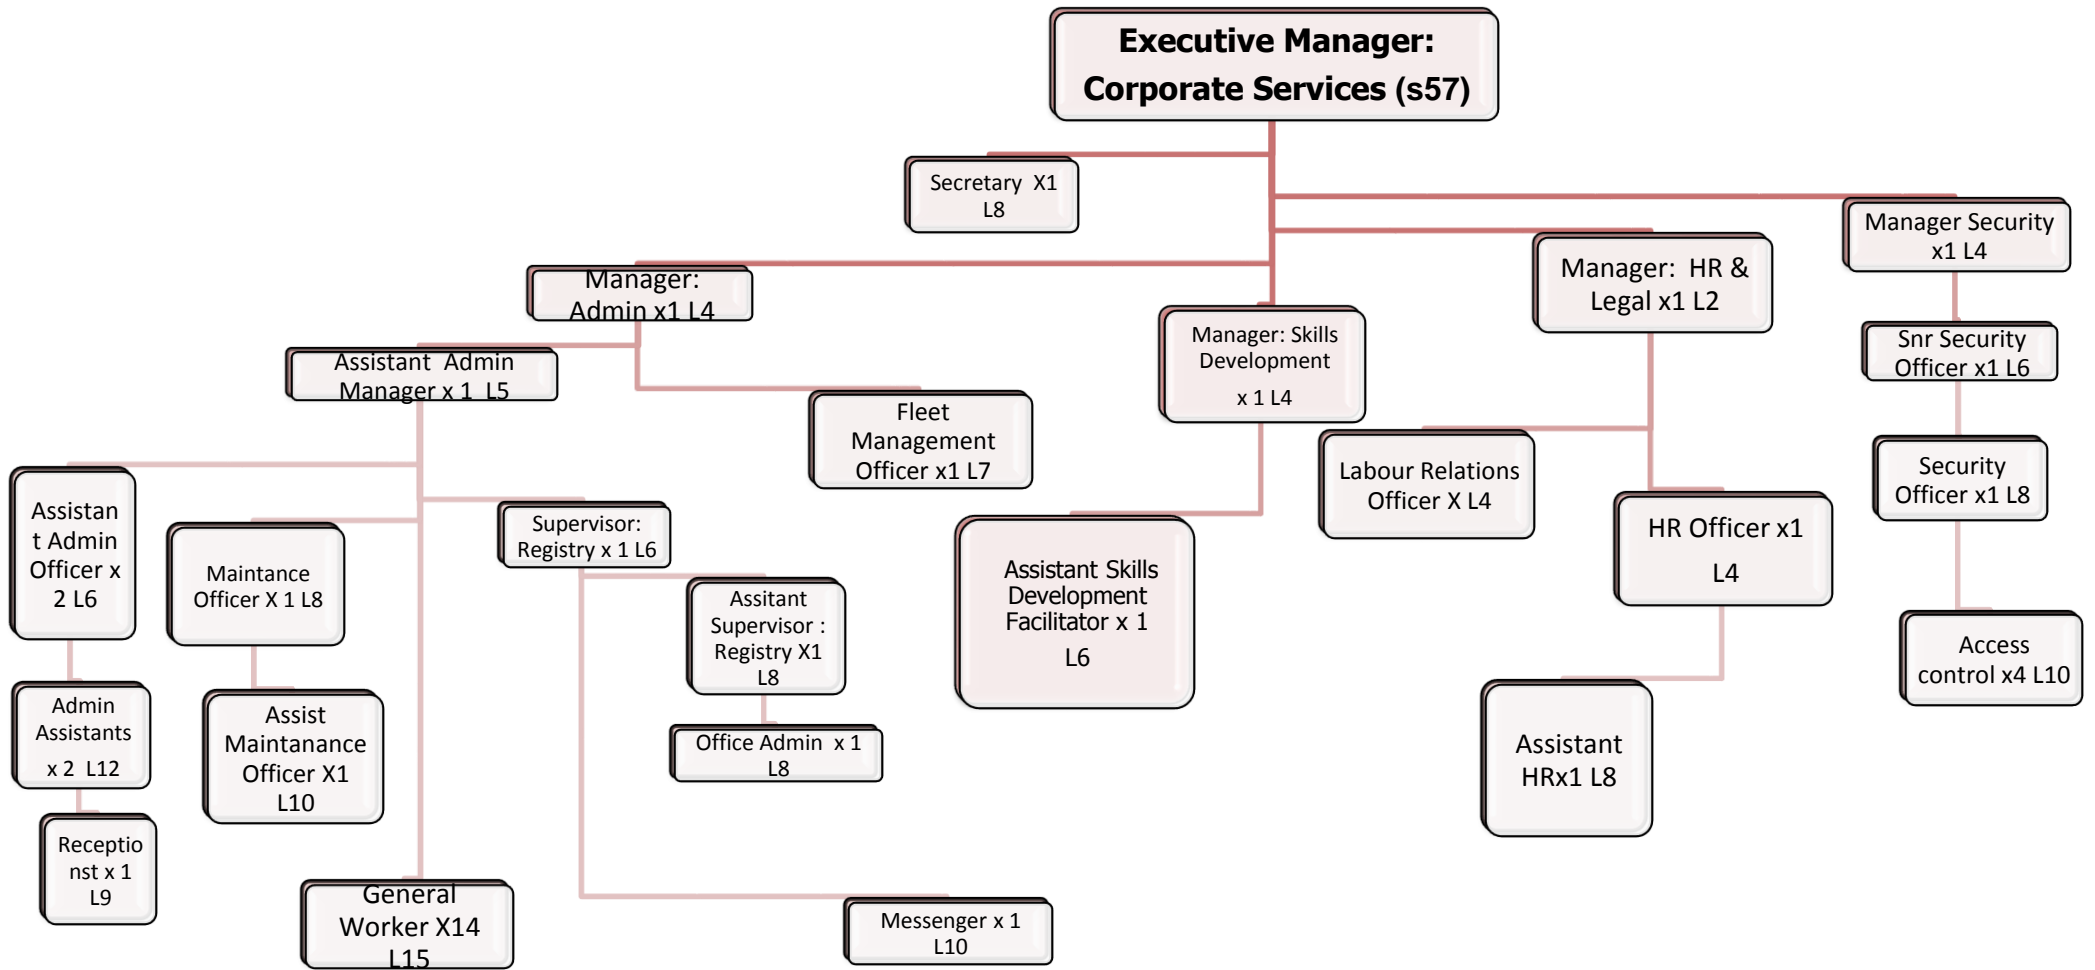 Executive Manager:
Corporate Services (s57)
Secretary X1
L8
Manager Security
x1 L4
Manager: HR &
Legal x1 L2
Manager:
Admin x1 L4
Manager: Skills
Development
x 1 L4
Snr Security
Officer x1 L6
Assistant Admin
Manager x 1 L5
Fleet
Management
Officer x1 L7
Labour Relations
Officer X L4
Security
Officer x1 L8
Assistan
t Admin
Officer x
2 L6
Maintance
Officer X 1 L8
Supervisor:
Registry x 1 L6
HR Officer x1
L4
Assitant
Supervisor :
Registry X1
L8
Assistant Skills
Development
Facilitator x 1
L6
Access
control x4 L10
Admin
Assistants
x 2 L12
Assist
Maintanance
Officer X1
L10
Office Admin x 1
L8
Assistant
HRx1 L8
Receptio
nst x 1
L9
General
Worker X14
L15
Messenger x 1
L10